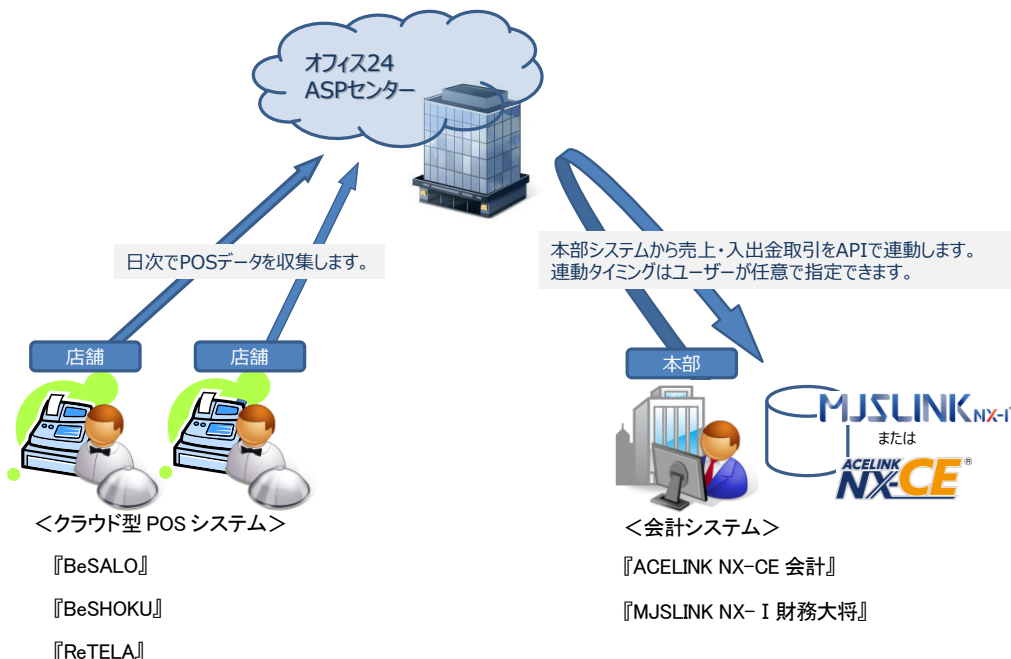 オフィス24
ASPセンター
日次でPOSデータを収集します。
本部システムから売上・入出金取引をAPIで連動します。
連動タイミングはユーザーが任意で指定できます。
店舗
店舗
本部
MJSLINK NX-I
または
ACELINK
NX-CE®
＜クラウド型 POS システム＞
『BeSALO』
『BeSHOKU』
『ReTELA』
＜会計システム＞
『ACELINK NX-CE 会計』
『MJSLINK NX-Ⅰ財務大将』